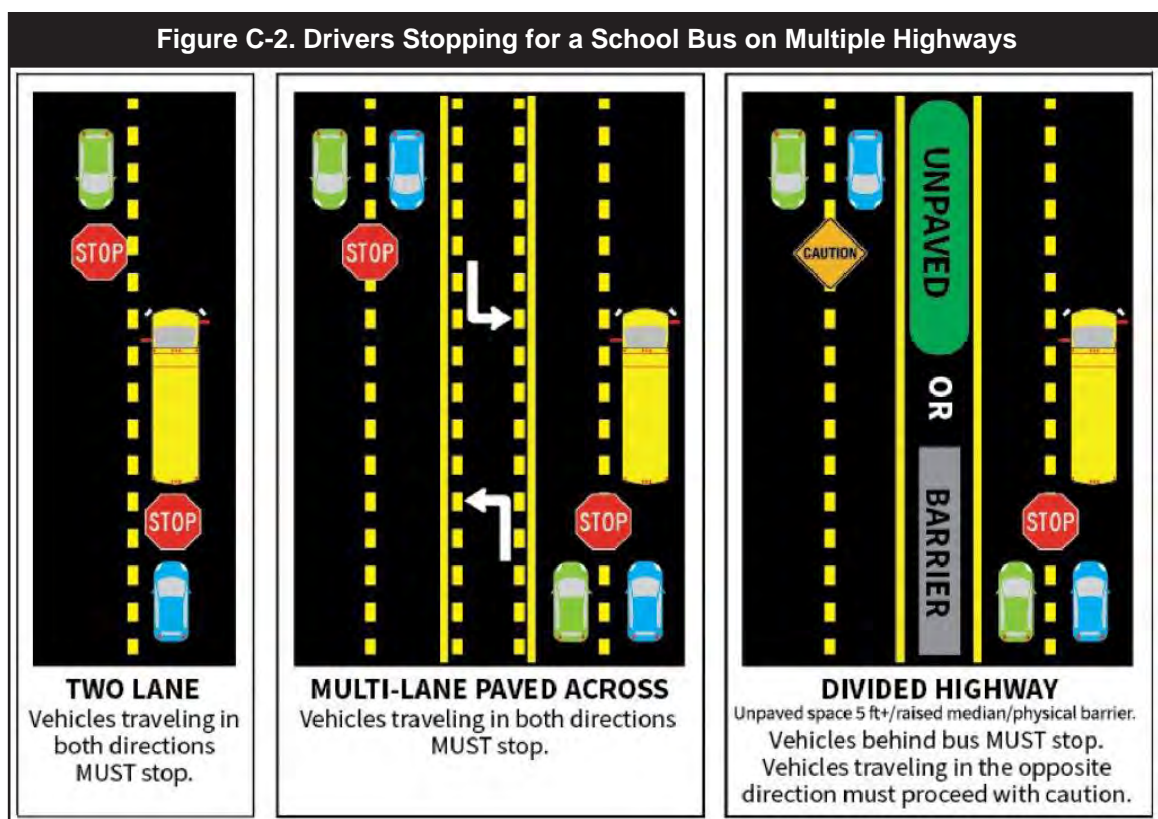 Figure C-2. Drivers Stopping for a School Bus on Multiple Highways
STOP
STOP
TWO LANE
Vehicles traveling in
both directions
MUST stop.
STOP
STOP
MULTI-LANE PAVED ACROSS
Vehicles traveling in both directions
MUST stop.
CAUTION
UNPAVED
OR
BARRIER
STOP
DIVIDED HIGHWAY
Unpaved space 5 ft+/raised median/physical barrier.
Vehicles behind bus MUST stop.
Vehicles traveling in the opposite
direction must proceed with caution.